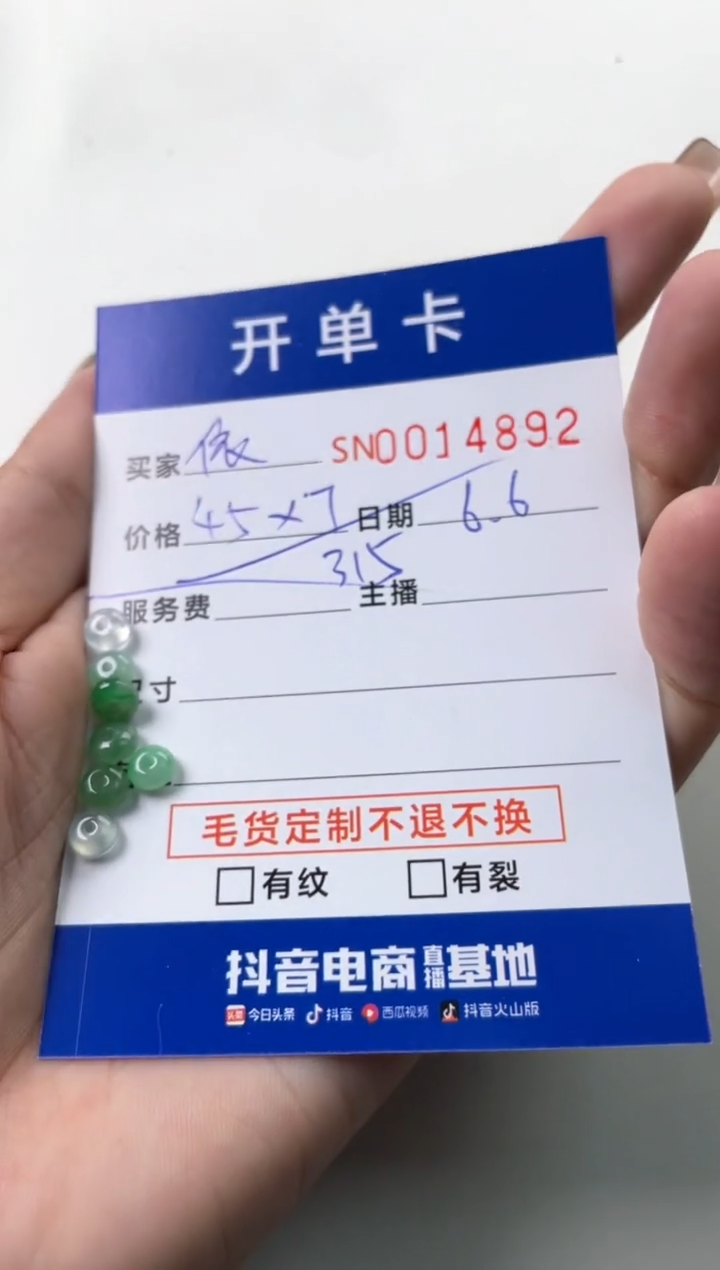 开单卡
买家 依 SN0014892
价格 45×7 日期 6.6
315
服务费 主播
寸
毛货定制不退不换
□有纹 □有裂
抖音电商直播基地
头条 今日头条 抖音 西瓜视频 抖音火山版